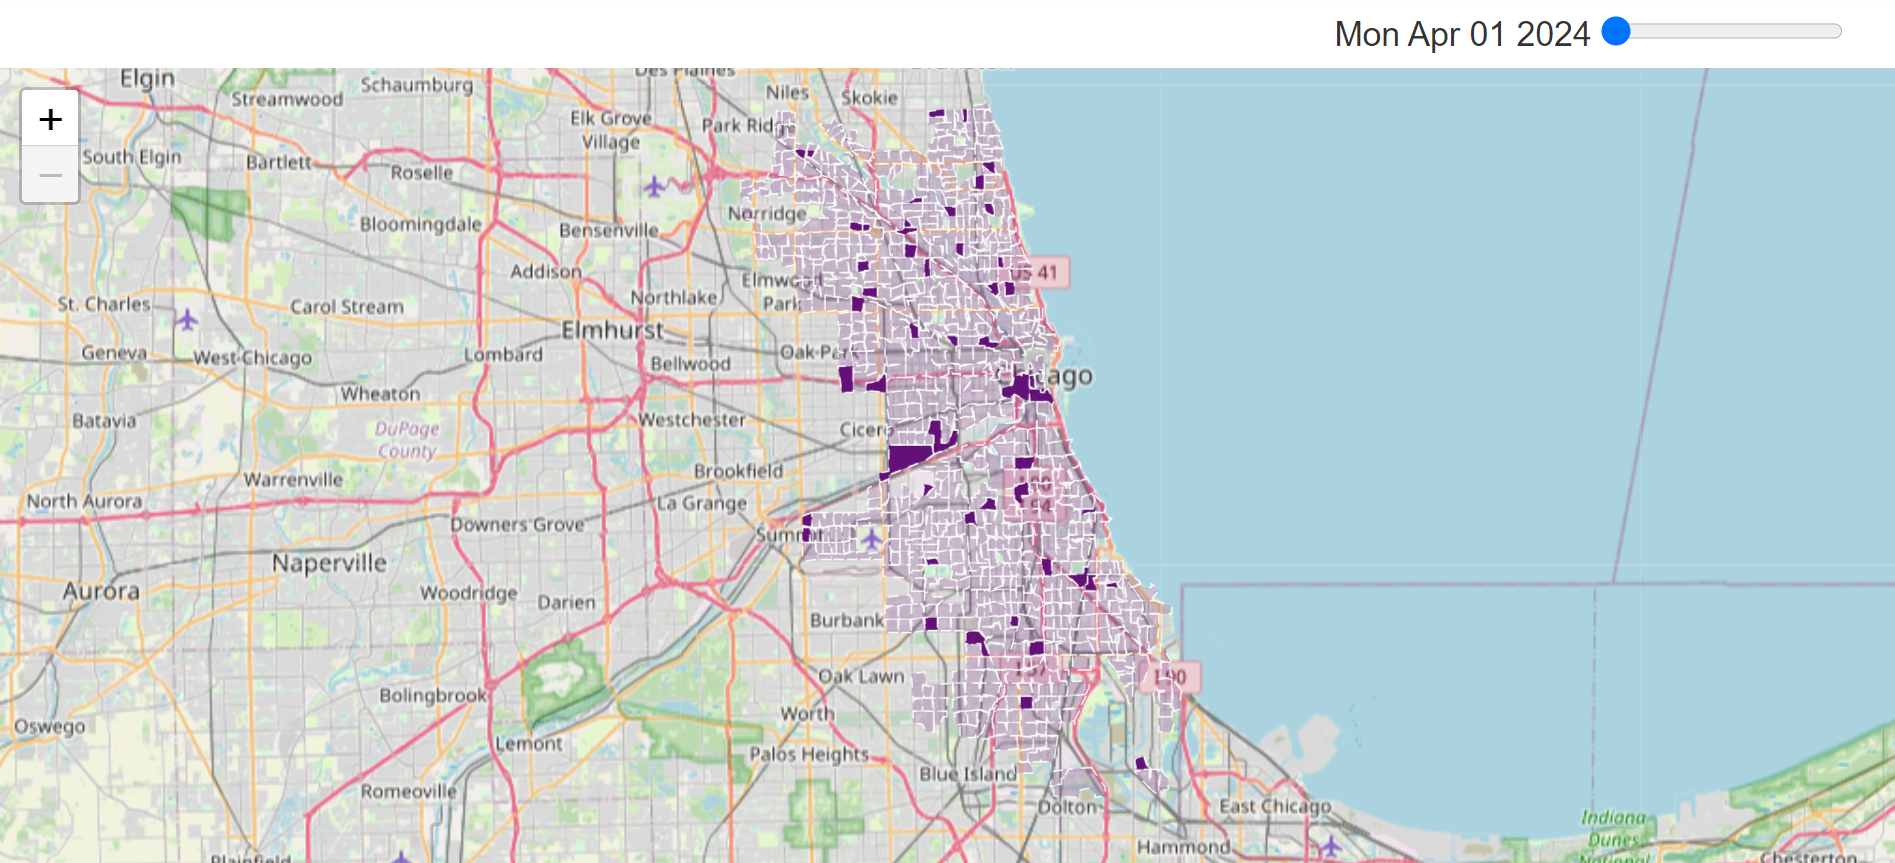 Mon Apr 01 2024
+
−
Elgin
Streamwood
Schaumburg
Des Plaines
Niles
Skokie
Elk Grove
Village
Park Ridge
South Elgin
Bartlett
Roselle
Norridge
Bloomingdale
Bensenville
Addison
Elmwood
Park
US 41
St. Charles
Carol Stream
Northlake
Elmhurst
Geneva
West Chicago
Lombard
Bellwood
Oak Park
Chicago
Wheaton
Batavia
DuPage
County
Westchester
Cicero
Warrenville
Brookfield
North Aurora
La Grange
I 90
I 94
Downers Grove
Summit
Naperville
Aurora
Woodridge
Darien
Burbank
Oak Lawn
I 57
I 90
Bolingbrook
Oswego
Worth
Lemont
Palos Heights
Blue Island
Romeoville
Dolton
East Chicago
Indiana
Dunes
National
Hammond
Chesterton
Plainfield